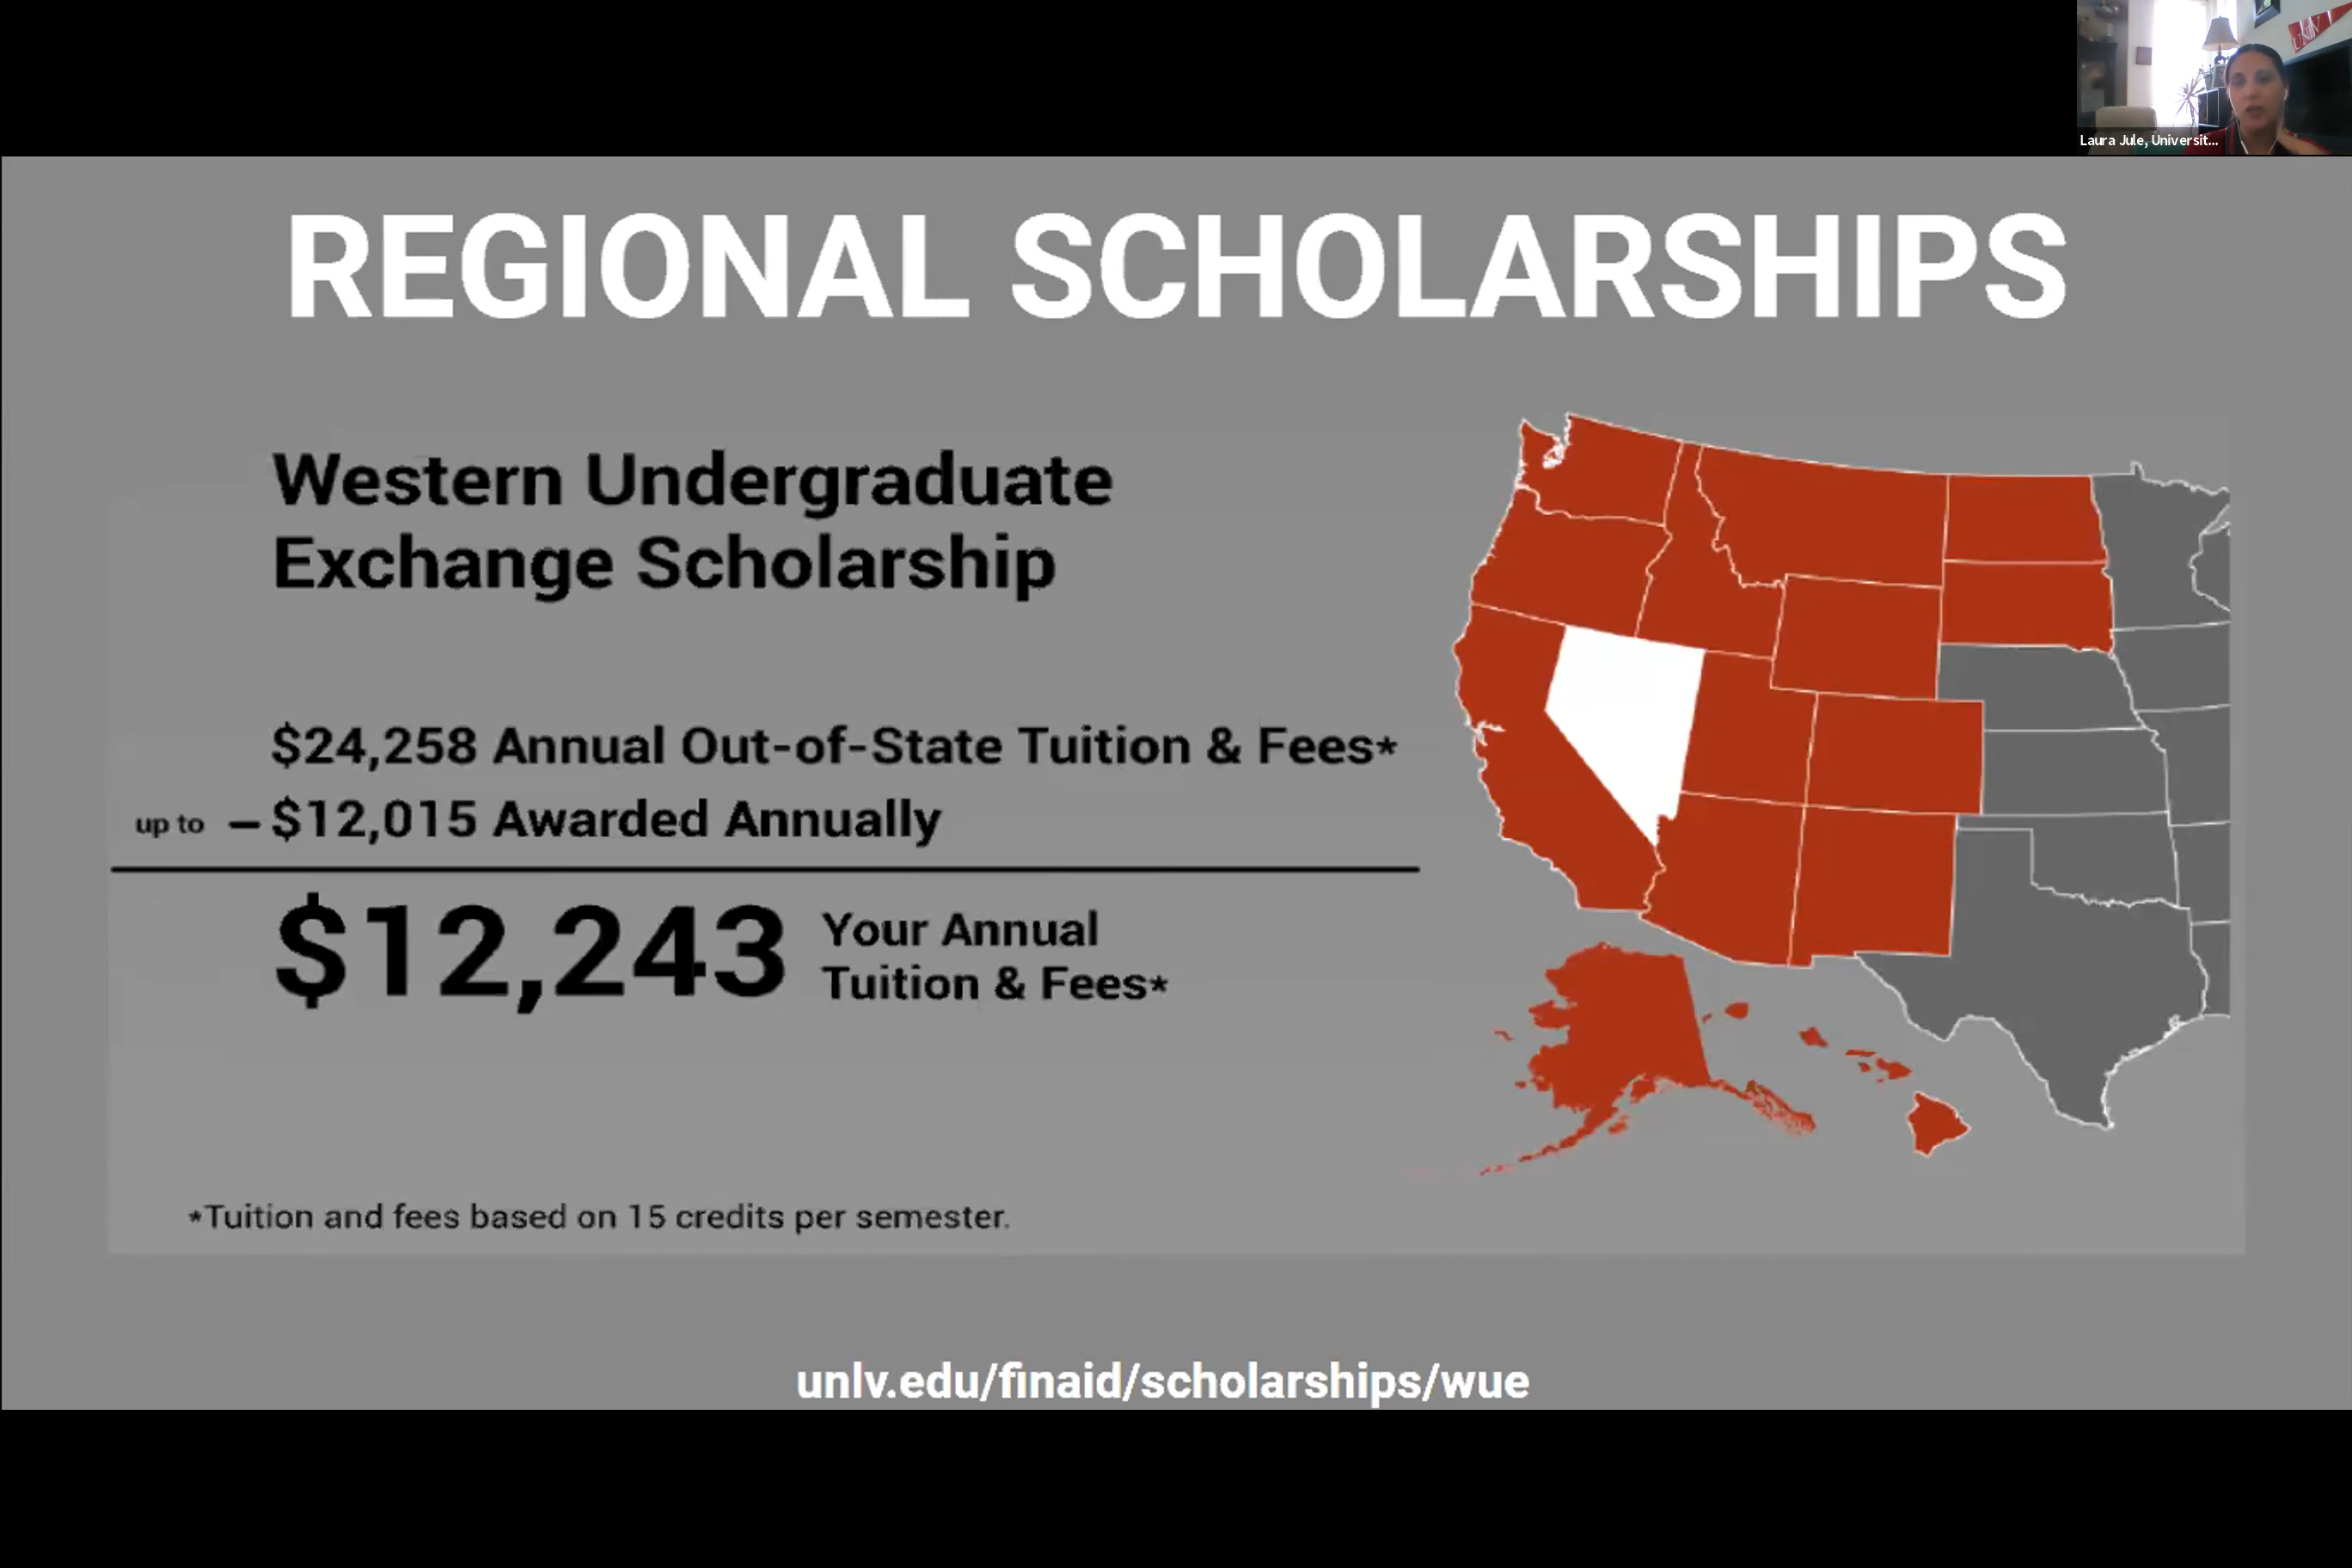 UNLV
Laura Jule, Universit...
REGIONAL SCHOLARSHIPS
Western Undergraduate
Exchange Scholarship
$24,258 Annual Out-of-State Tuition & Fees*
up to – $12,015 Awarded Annually
$12,243 Your Annual
Tuition & Fees*
*Tuition and fees based on 15 credits per semester.
unlv.edu/finaid/scholarships/wue